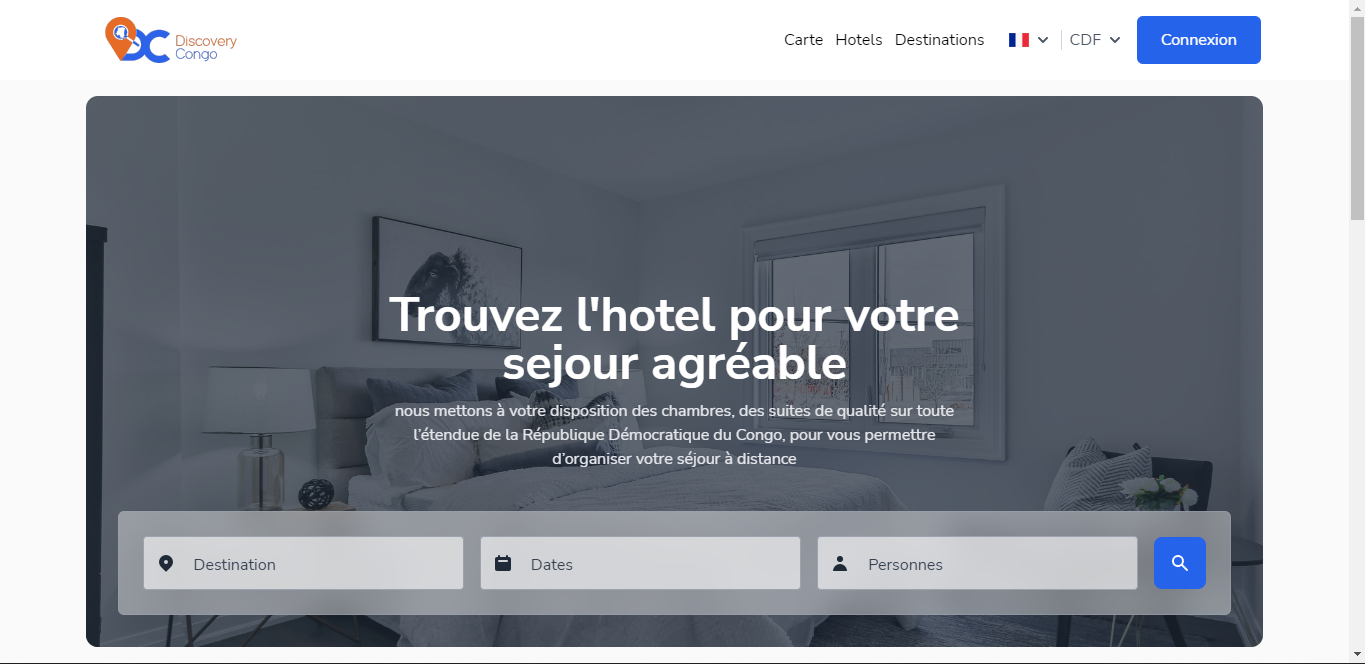 DC Discovery
Congo
Carte Hotels Destinations CDF Connexion
Trouvez l'hotel pour votre
sejour agréable
nous mettons à votre disposition des chambres, des suites de qualité sur toute
l’étendue de la République Démocratique du Congo, pour vous permettre
d’organiser votre séjour à distance
Destination Dates Personnes